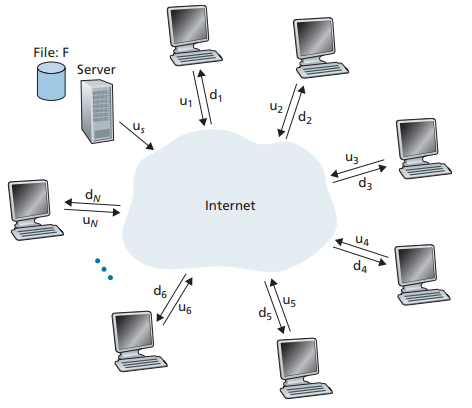 File: F
Server
u_s
u_1
d_1
u_2
d_2
u_3
d_3
u_4
d_4
u_5
d_5
d_6
u_6
d_N
u_N
Internet